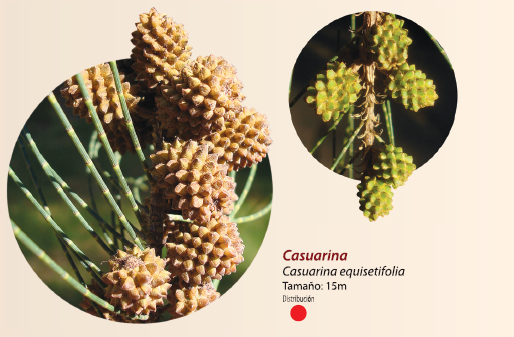 Casuarina
Casuarina equisetifolia
Tamaño: 15m
Distribución